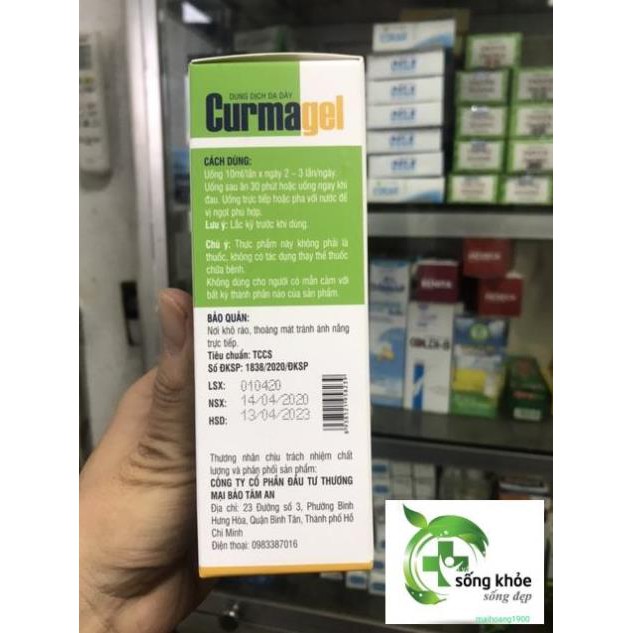 DUNG DỊCH DẠ DÀY
Curmagel
CÁCH DÙNG:
Uống 10ml/lần x ngày 2 - 3 lần/ngày.
Uống sau ăn 30 phút hoặc uống ngay khi
đau. Uống trực tiếp hoặc pha với nước để
vị ngọt phù hợp.
Lưu ý: Lắc kỹ trước khi dùng.
Chú ý: Thực phẩm này không phải là
thuốc, không có tác dụng thay thế thuốc
chữa bệnh.
Không dùng cho người có mẫn cảm với
bất kỳ thành phần nào của sản phẩm.
BẢO QUẢN:
Nơi khô ráo, thoáng mát tránh ánh nắng
trực tiếp.
Tiêu chuẩn: TCCS
Số ĐKSP: 1838/2020/ĐKSP
LSX: 010420
NSX: 14/04/2020
HSD: 13/04/2023
Thương nhân chịu trách nhiệm chất
lượng và phân phối sản phẩm:
CÔNG TY CỔ PHẦN ĐẦU TƯ THƯƠNG
MẠI BẢO TÂM AN
Địa chỉ: 23 Đường số 3, Phường Bình
Hưng Hòa, Quận Bình Tân, Thành phố Hồ
Chí Minh
Điện thoại: 0983387016
sống khỏe
sống đẹp
maihoang1900